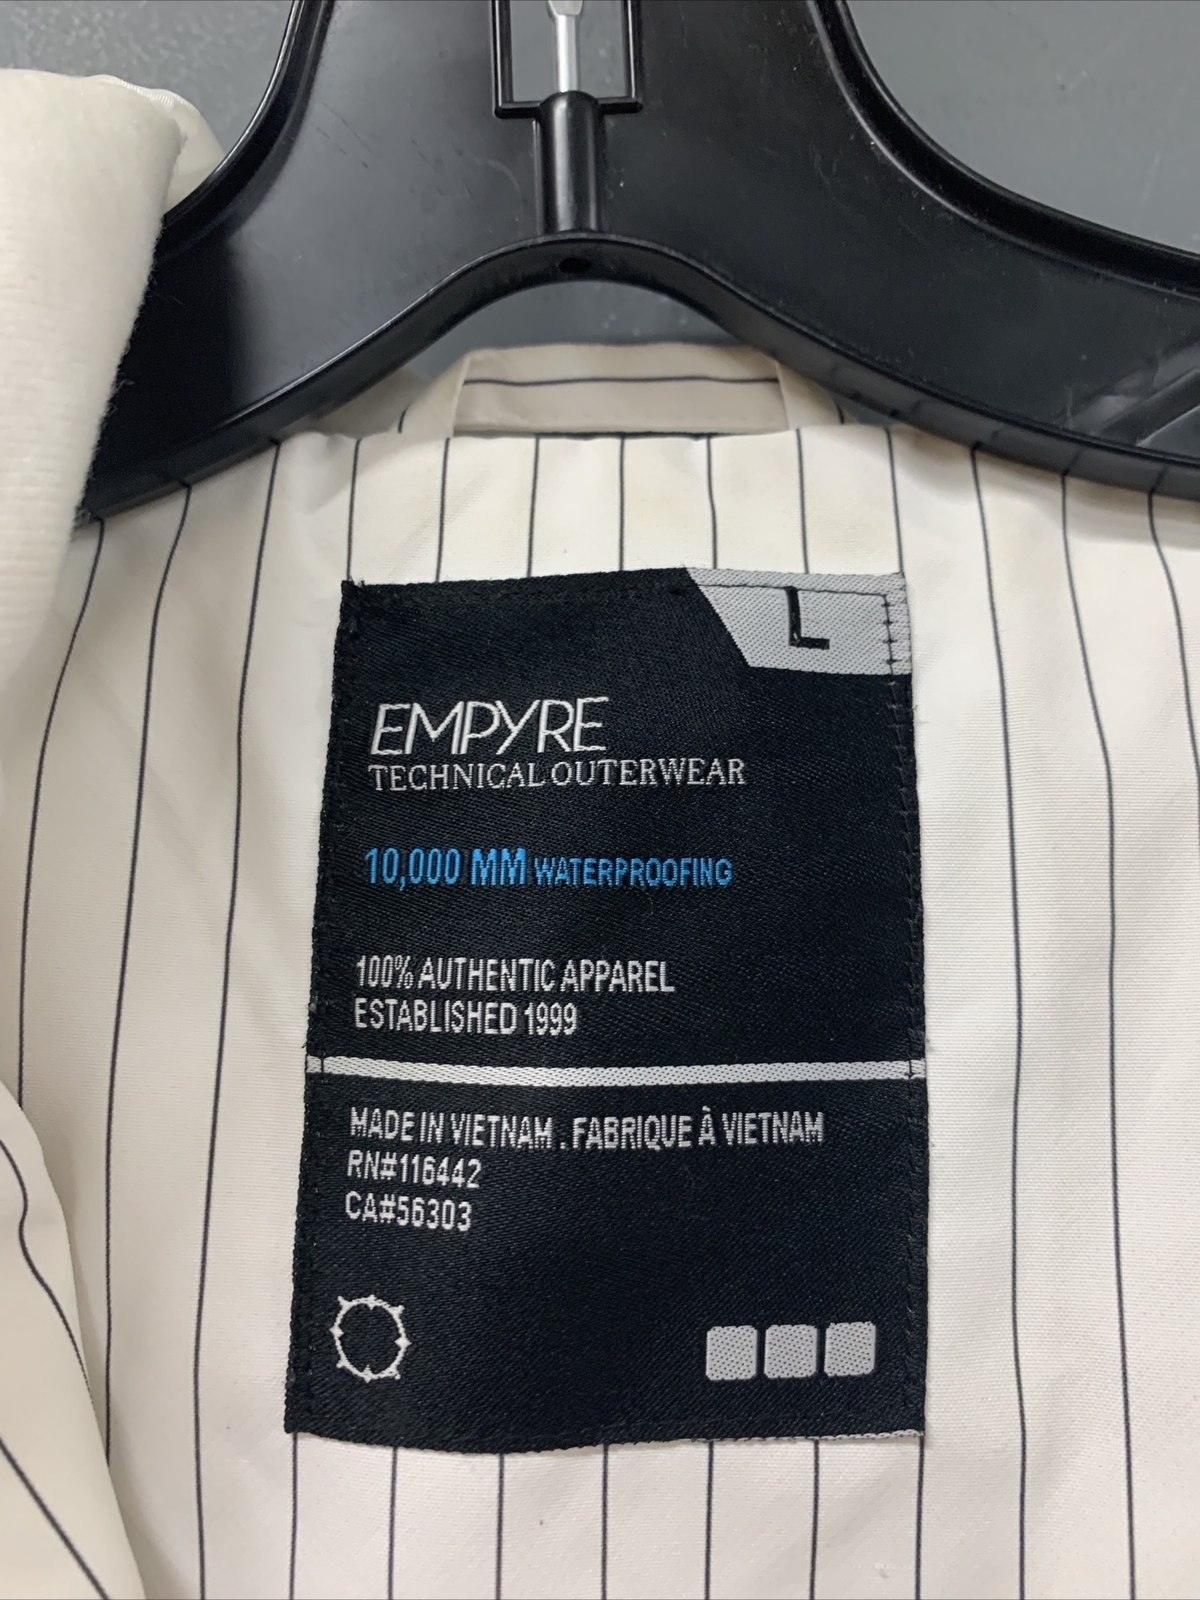 L
EMPYRE
TECHNICAL OUTERWEAR
10,000 MM WATERPROOFING
100% AUTHENTIC APPAREL
ESTABLISHED 1999
MADE IN VIETNAM . FABRIQUE À VIETNAM
RN#116442
CA#56303